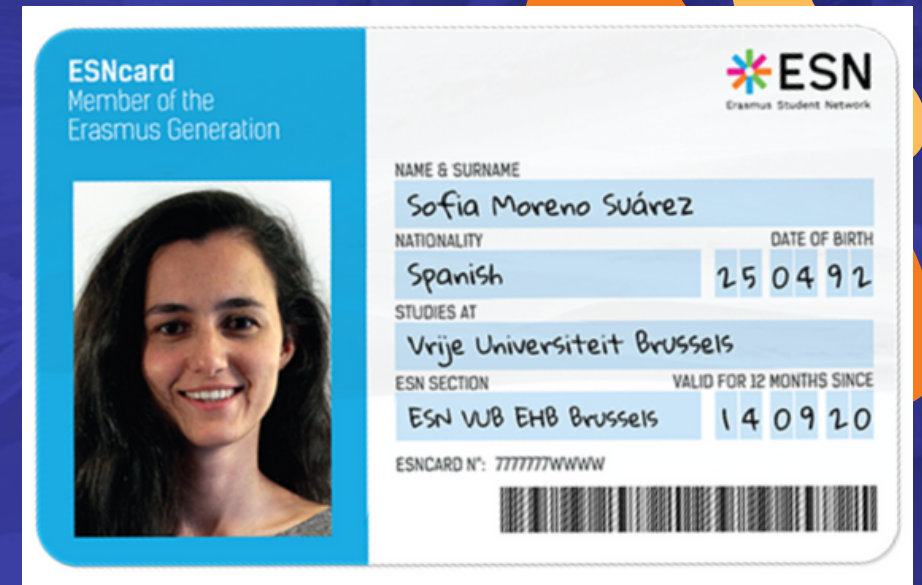 ESNcard
Member of the
Erasmus Generation
ESN
Erasmus Student Network
NAME & SURNAME
Sofia Moreno Suárez
NATIONALITY
DATE OF BIRTH
Spanish
25 04 92
STUDIES AT
Vrije Universiteit Brussels
ESN SECTION
VALID FOR 12 MONTHS SINCE
ESN VUB EHB Brussels
14 09 20
ESNCARD N°: 7777777WWWW